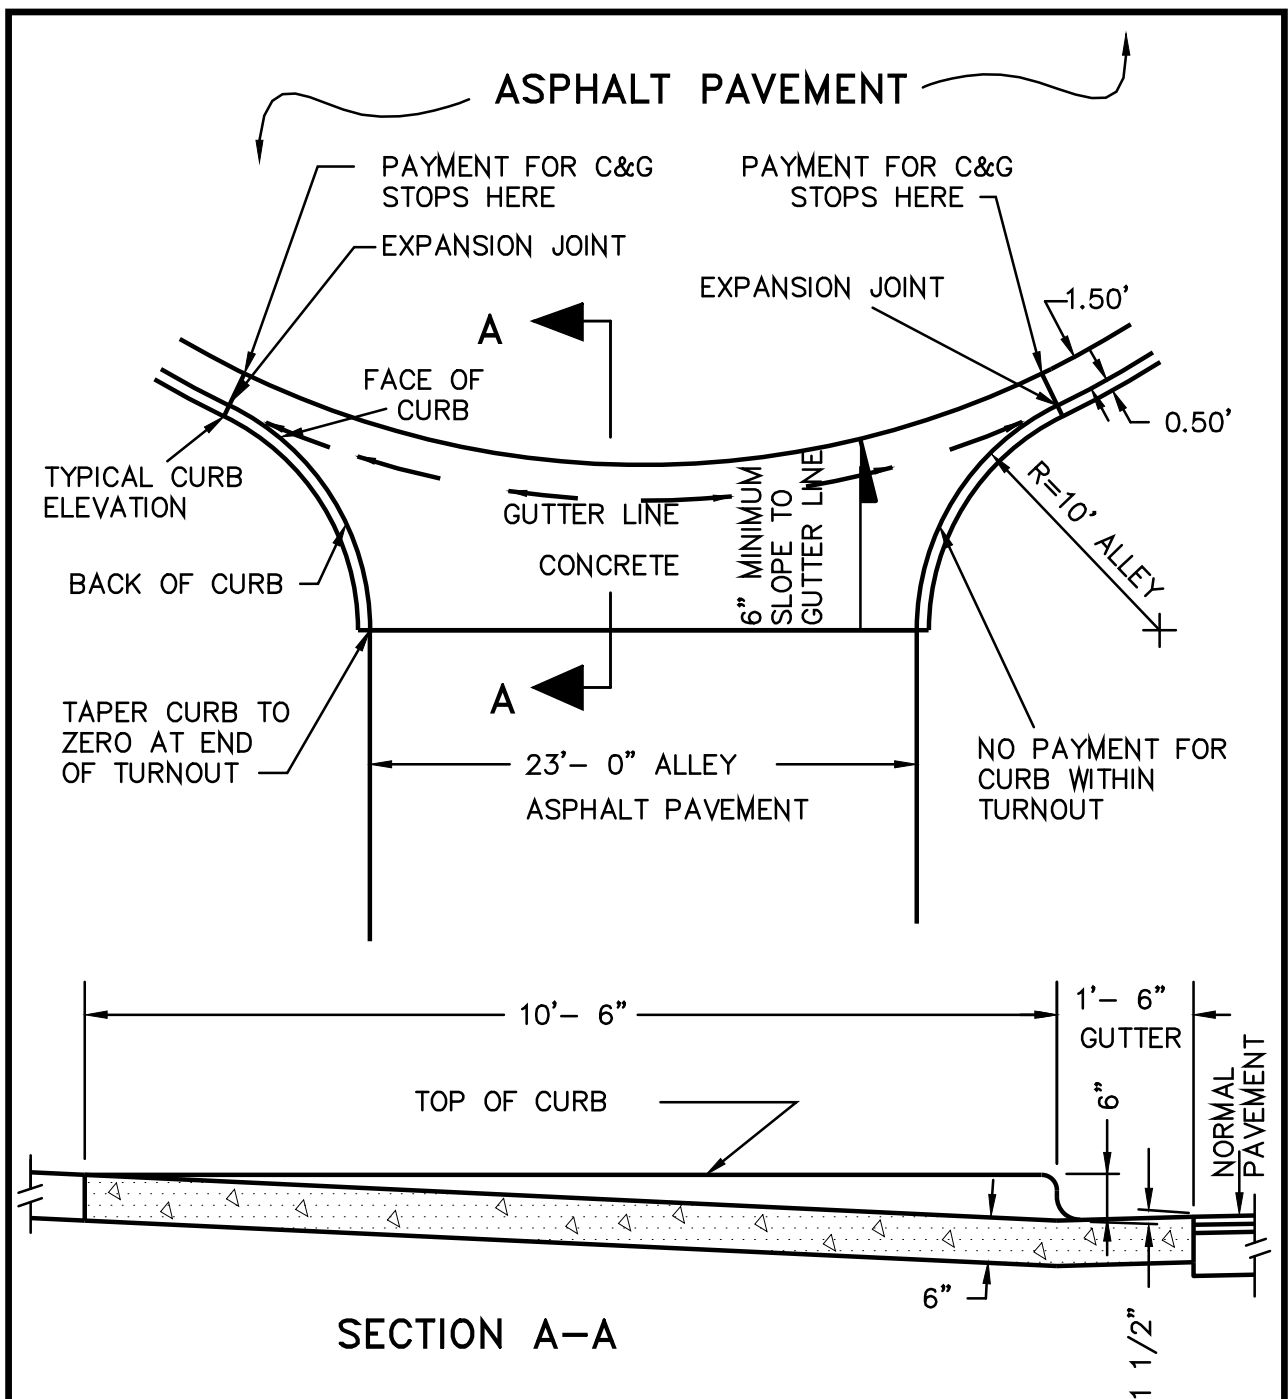 ASPHALT PAVEMENT
PAYMENT FOR C&G
STOPS HERE
PAYMENT FOR C&G
STOPS HERE
EXPANSION JOINT
EXPANSION JOINT
1.50'
A
FACE OF
CURB
0.50'
TYPICAL CURB
ELEVATION
R=10' ALLEY
GUTTER LINE
6" MINIMUM
SLOPE TO
GUTTER LINE
CONCRETE
BACK OF CURB
A
TAPER CURB TO
ZERO AT END
OF TURNOUT
23'- 0" ALLEY
ASPHALT PAVEMENT
NO PAYMENT FOR
CURB WITHIN
TURNOUT
10'- 6"
1'- 6"
GUTTER
NORMAL
PAVEMENT
TOP OF CURB
6"
6"
1 1/2"
SECTION A-A